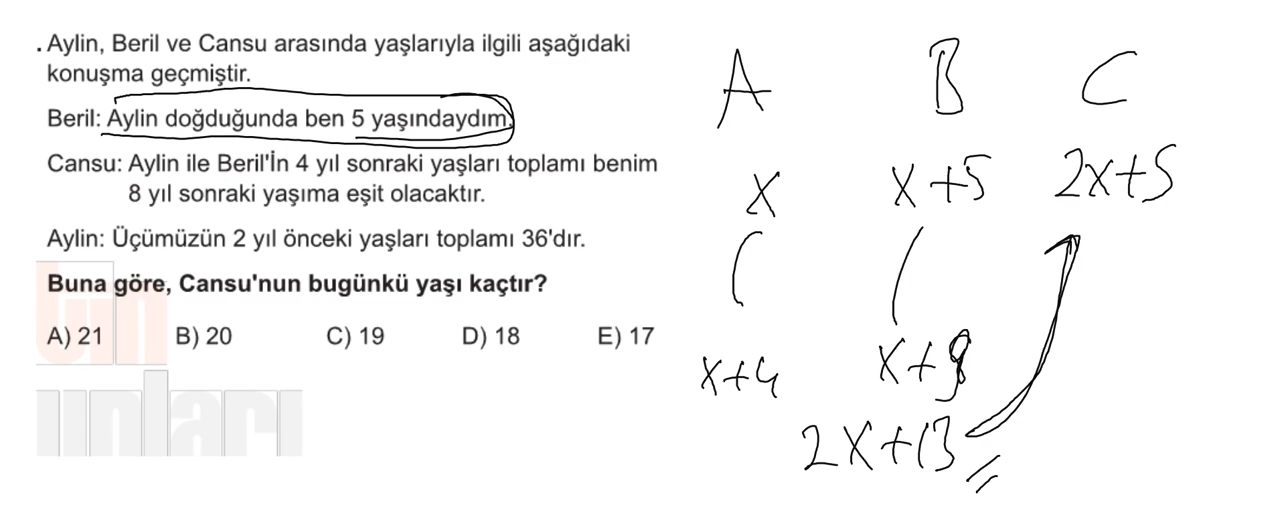 . Aylin, Beril ve Cansu arasında yaşlarıyla ilgili aşağıdaki
konuşma geçmiştir.
Beril: Aylin doğduğunda ben 5 yaşındaydım.
Cansu: Aylin ile Beril'İn 4 yıl sonraki yaşları toplamı benim
8 yıl sonraki yaşıma eşit olacaktır.
Aylin: Üçümüzün 2 yıl önceki yaşları toplamı 36'dır.
Buna göre, Cansu'nun bugünkü yaşı kaçtır?
A) 21 B) 20 C) 19 D) 18 E) 17
A B C
x x+5 2x+5
x+4 x+9
2x+13